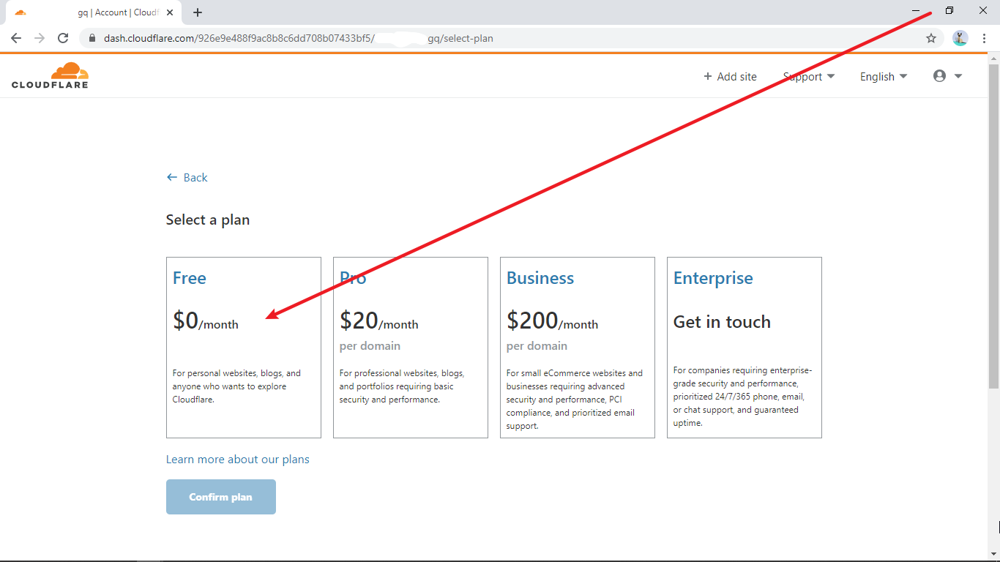 gq | Account | Cloudf
dash.cloudflare.com/926e9e488f9ac8b8c6dd708b07433bf5/ gq/select-plan
CLOUDFLARE
+ Add site
Support
English
← Back
Select a plan
Free
$0/month
For personal websites, blogs, and
anyone who wants to explore
Cloudflare.
Pro
$20/month
per domain
For professional websites, blogs,
and portfolios requiring basic
security and performance.
Business
$200/month
per domain
For small eCommerce websites and
businesses requiring advanced
security and performance, PCI
compliance, and prioritized email
support.
Enterprise
Get in touch
For companies requiring enterprise-
grade security and performance,
prioritized 24/7/365 phone, email,
or chat support, and guaranteed
uptime.
Learn more about our plans
Confirm plan